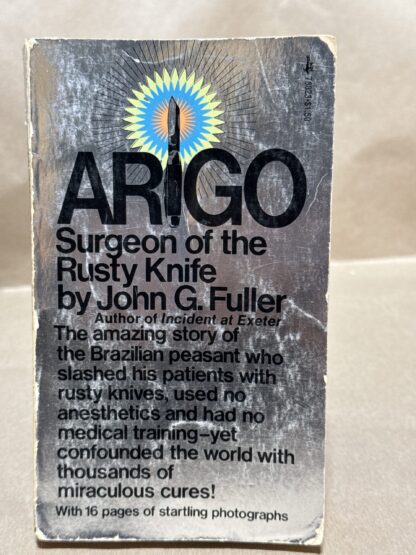 ARIGO
Surgeon of the
Rusty Knife
by John G. Fuller
Author of Incident at Exeter
The amazing story of
the Brazilian peasant who
slashed his patients with
rusty knives, used no
anesthetics and had no
medical training—yet
confounded the world with
thousands of
miraculous cures!
With 16 pages of startling photographs